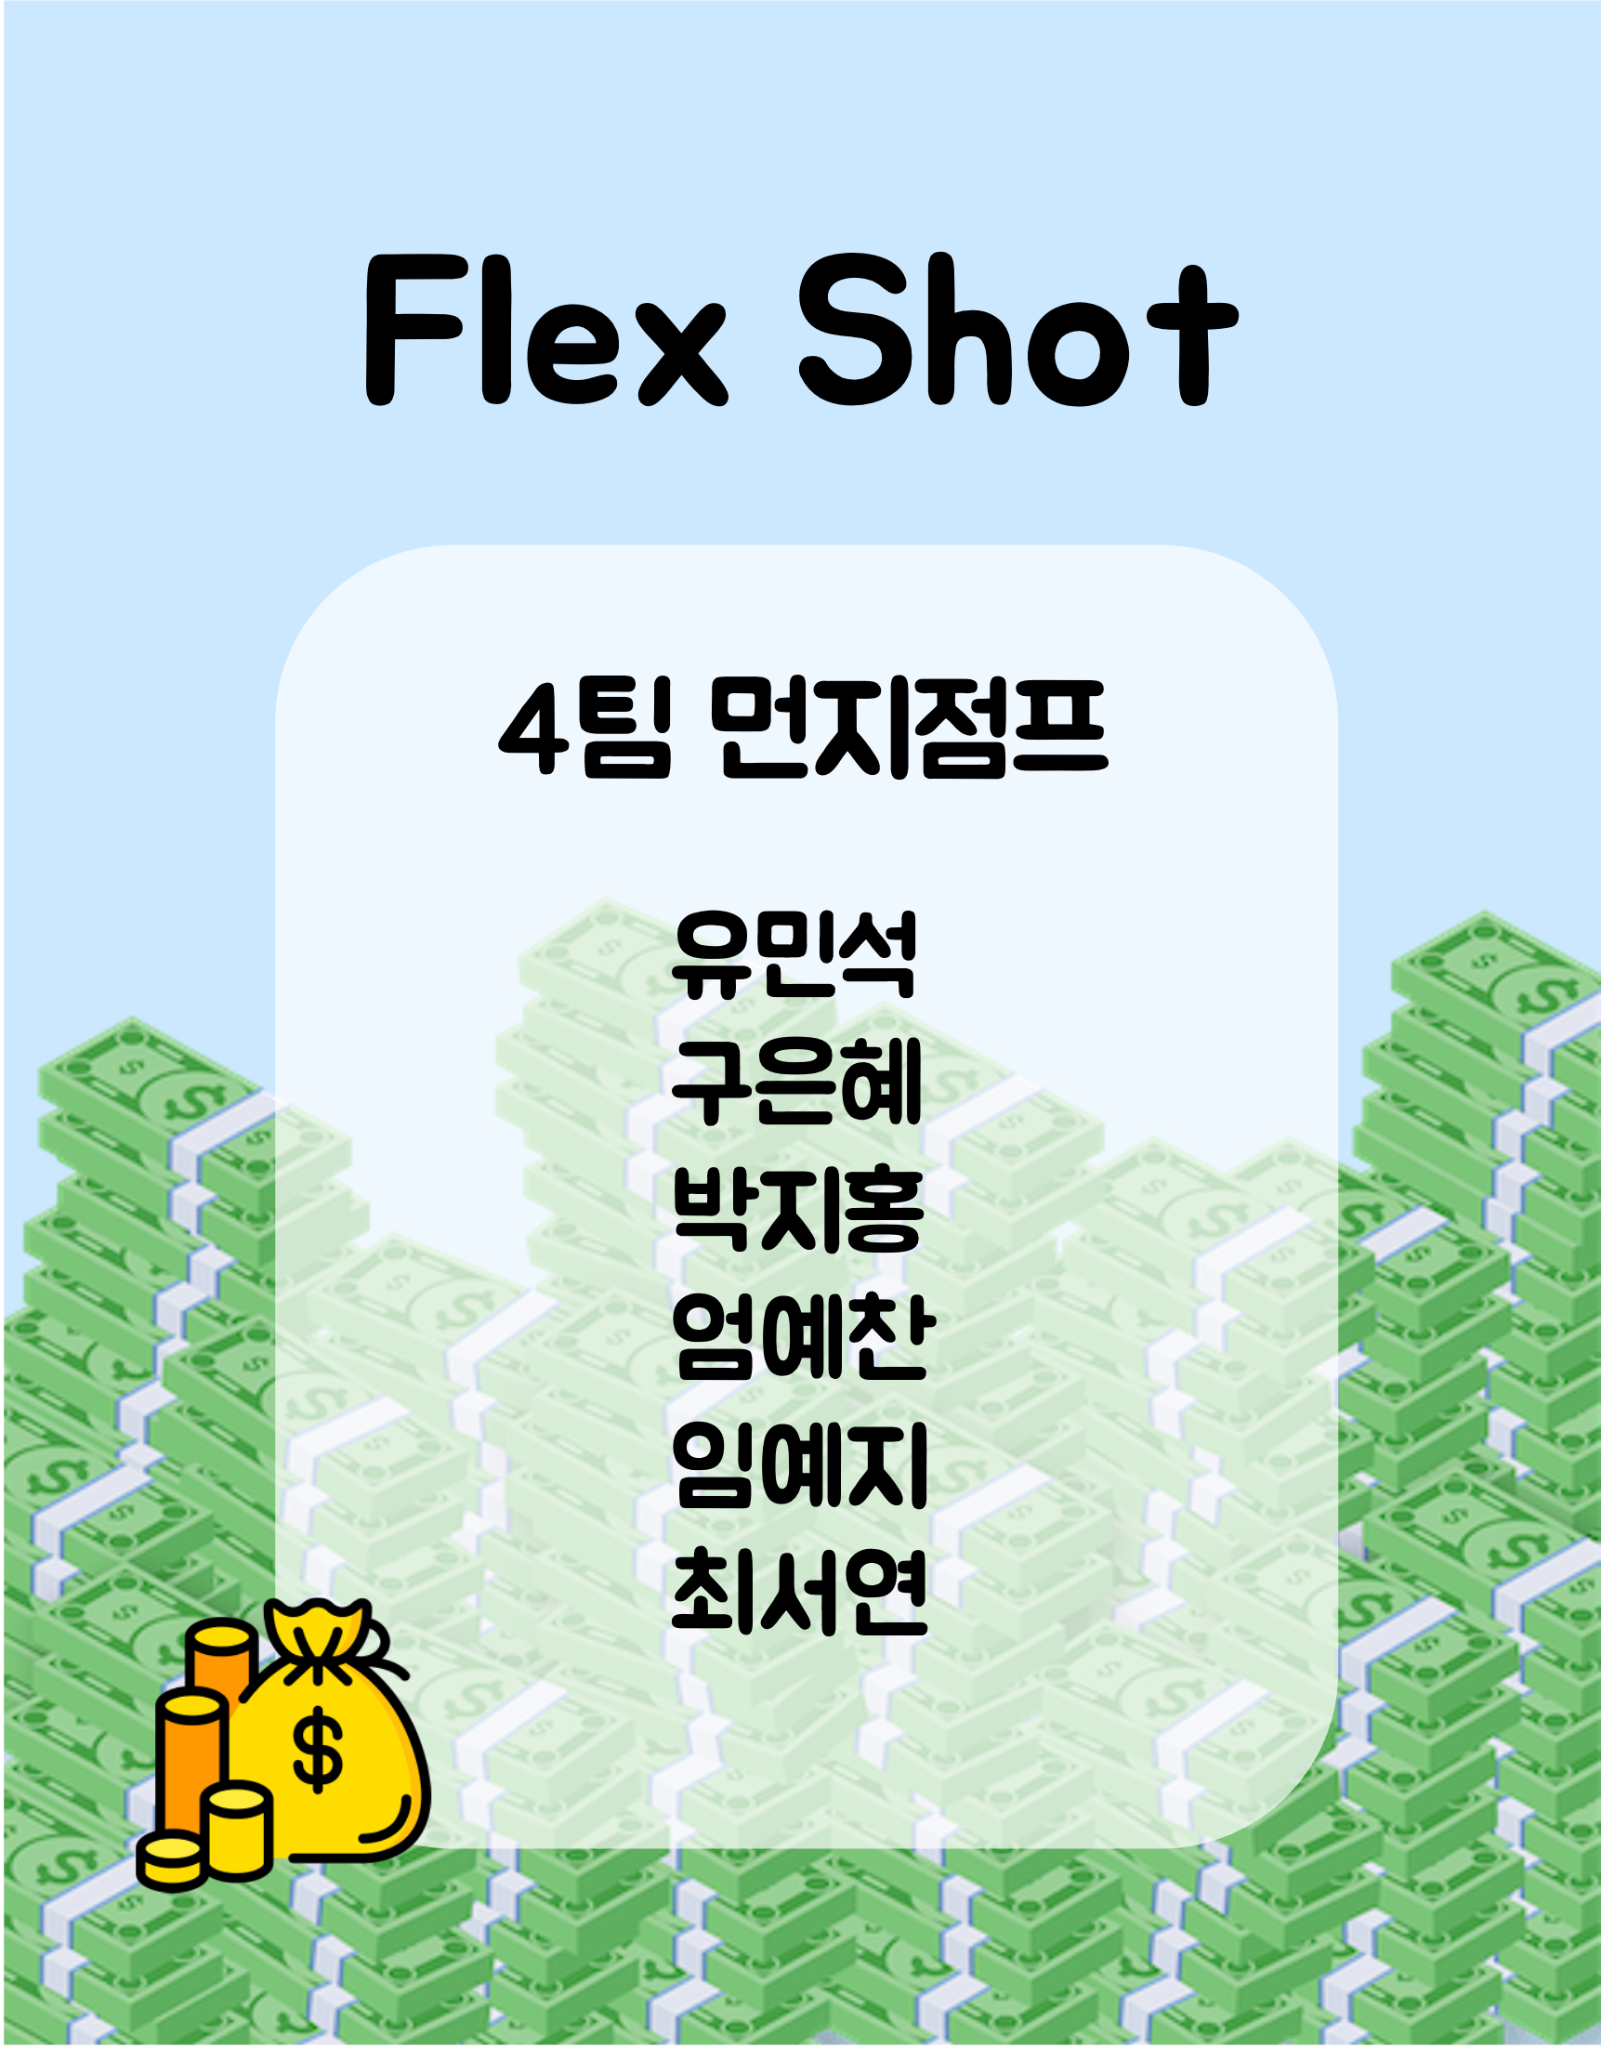 Flex Shot
4팀 먼지점프
유민석
구은혜
박지홍
엄예찬
임예지
최서연